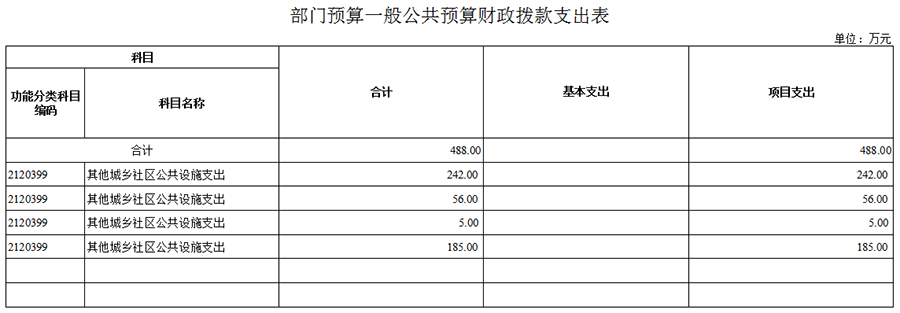 部门预算一般公共预算财政拨款支出表
单位：万元
科目
功能分类科目
编码
科目名称
合计
基本支出
项目支出
合计 488.00 488.00
2120399 其他城乡社区公共设施支出 242.00 242.00
2120399 其他城乡社区公共设施支出 56.00 56.00
2120399 其他城乡社区公共设施支出 5.00 5.00
2120399 其他城乡社区公共设施支出 185.00 185.00